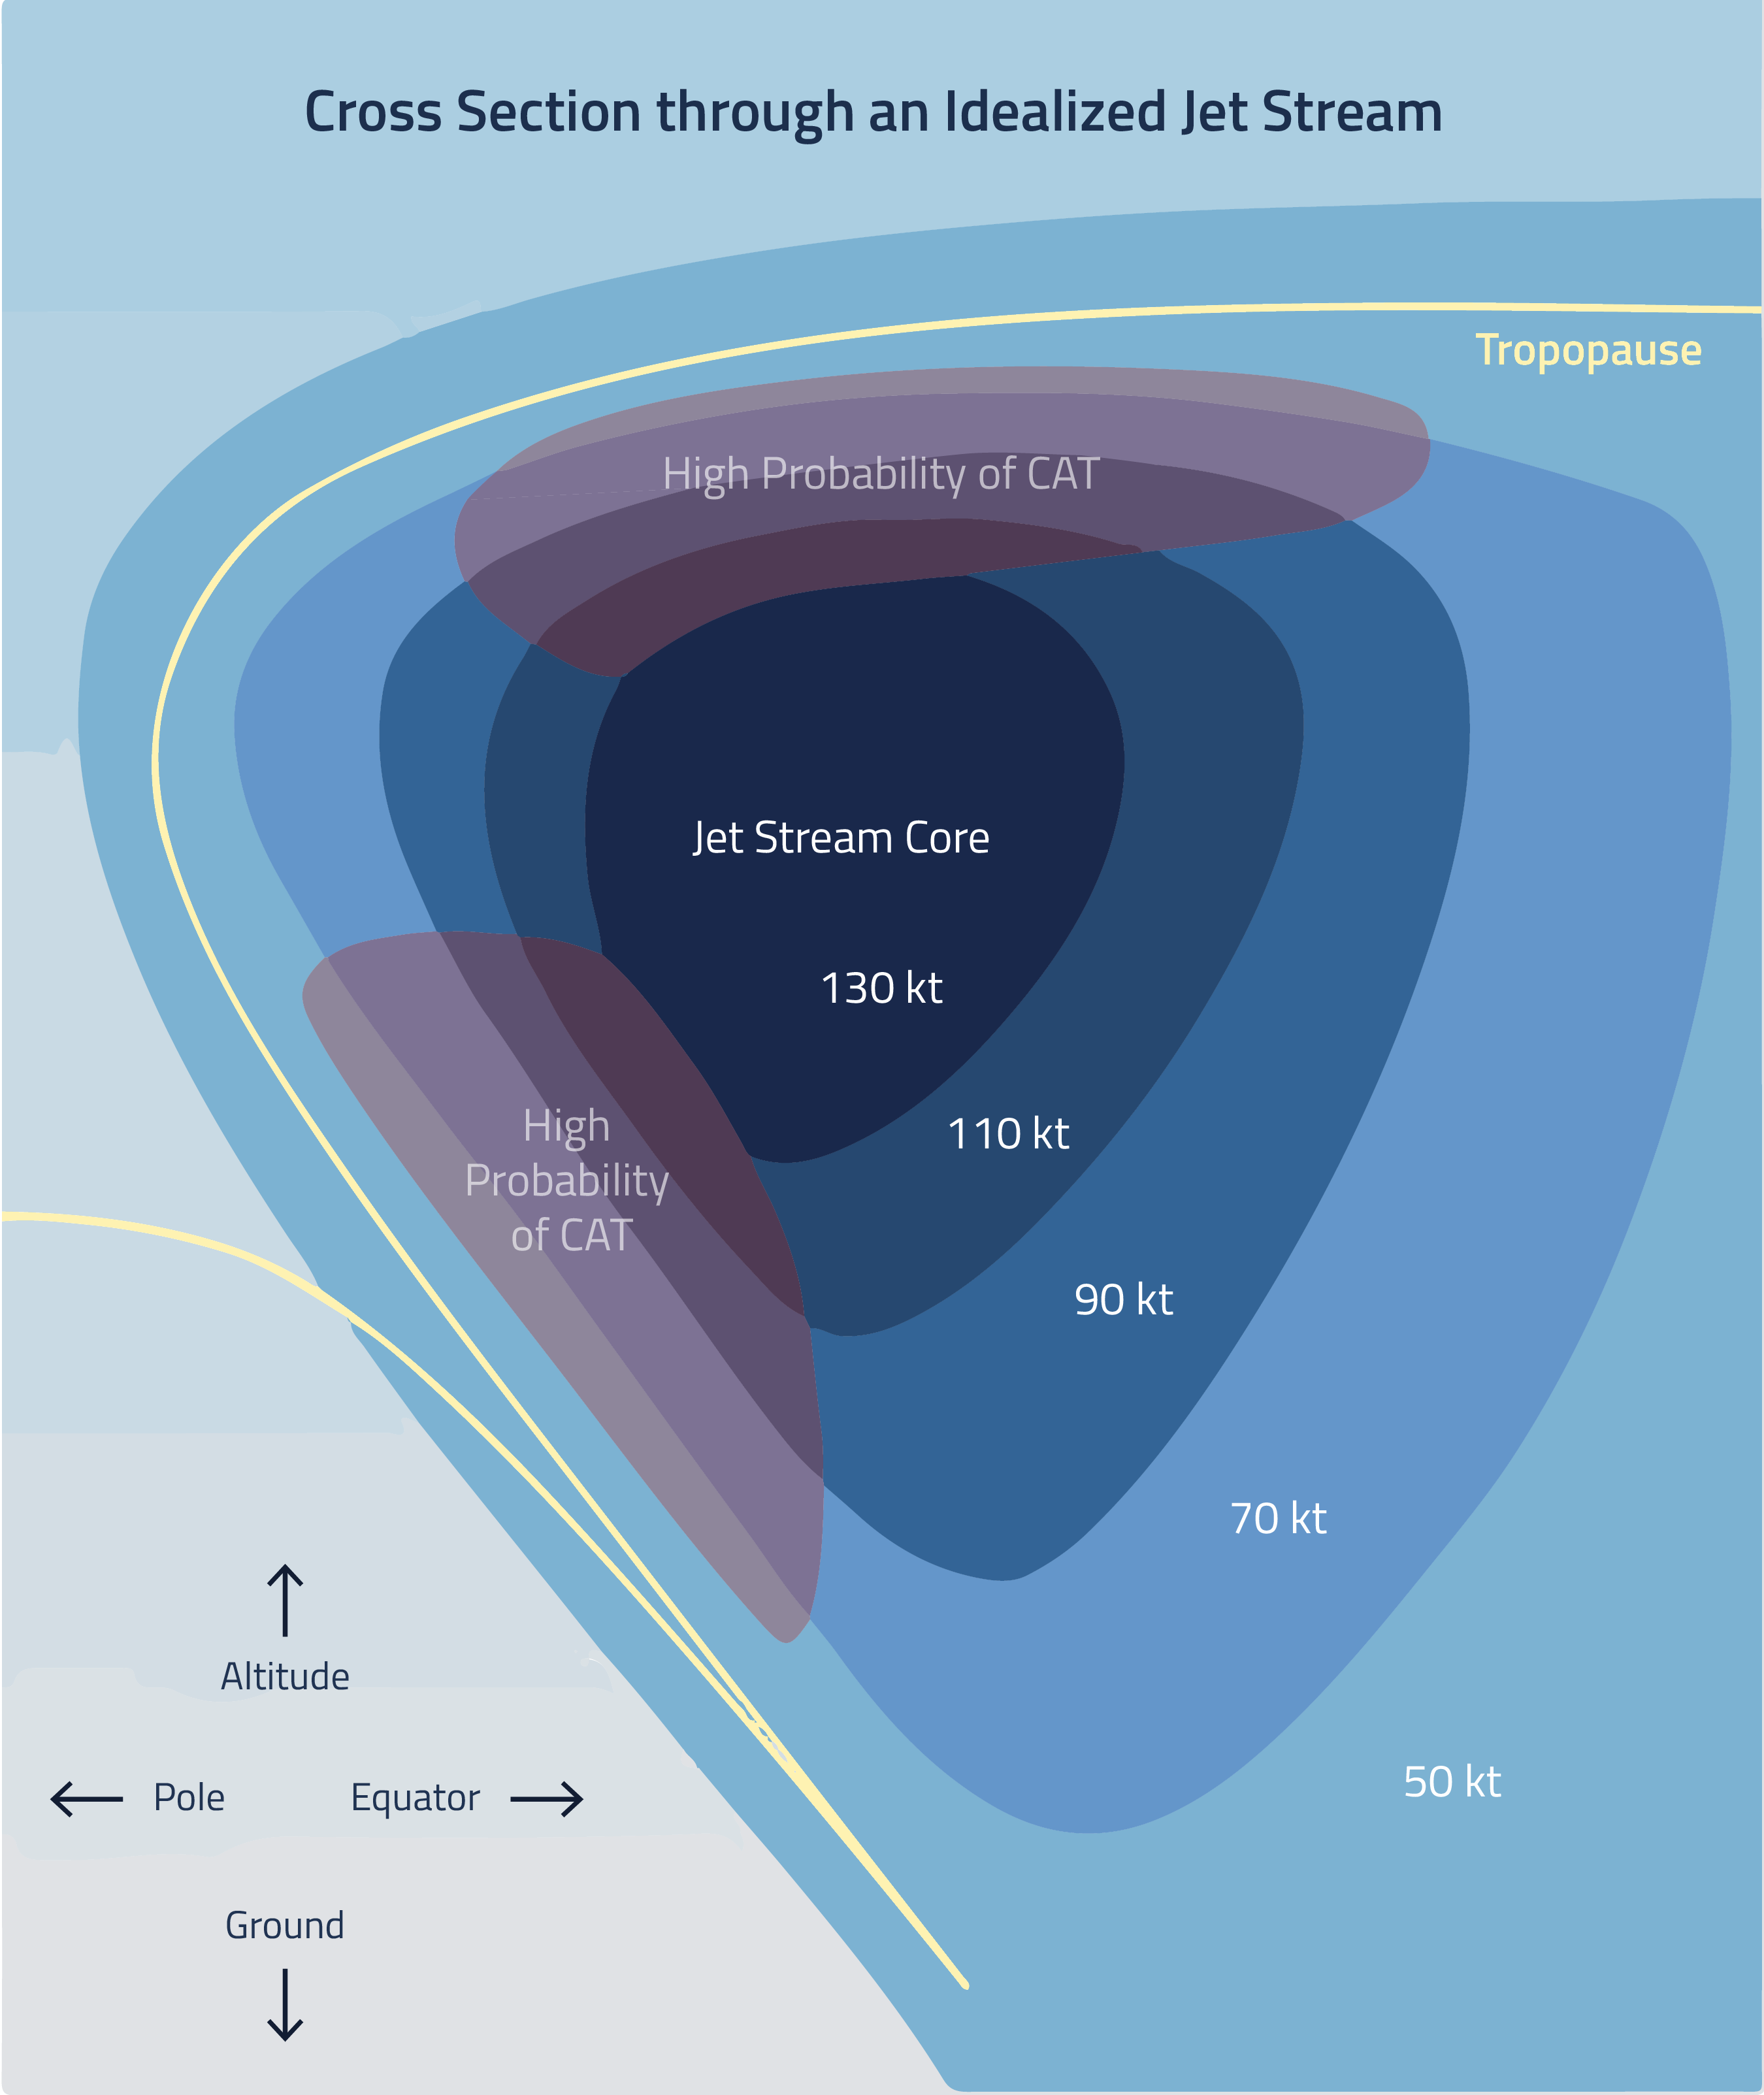 Cross Section through an Idealized Jet Stream
Tropopause
High Probability of CAT
Jet Stream Core
130 kt
High
Probability
of CAT
110 kt
90 kt
70 kt
50 kt
Altitude
Pole
Equator
Ground